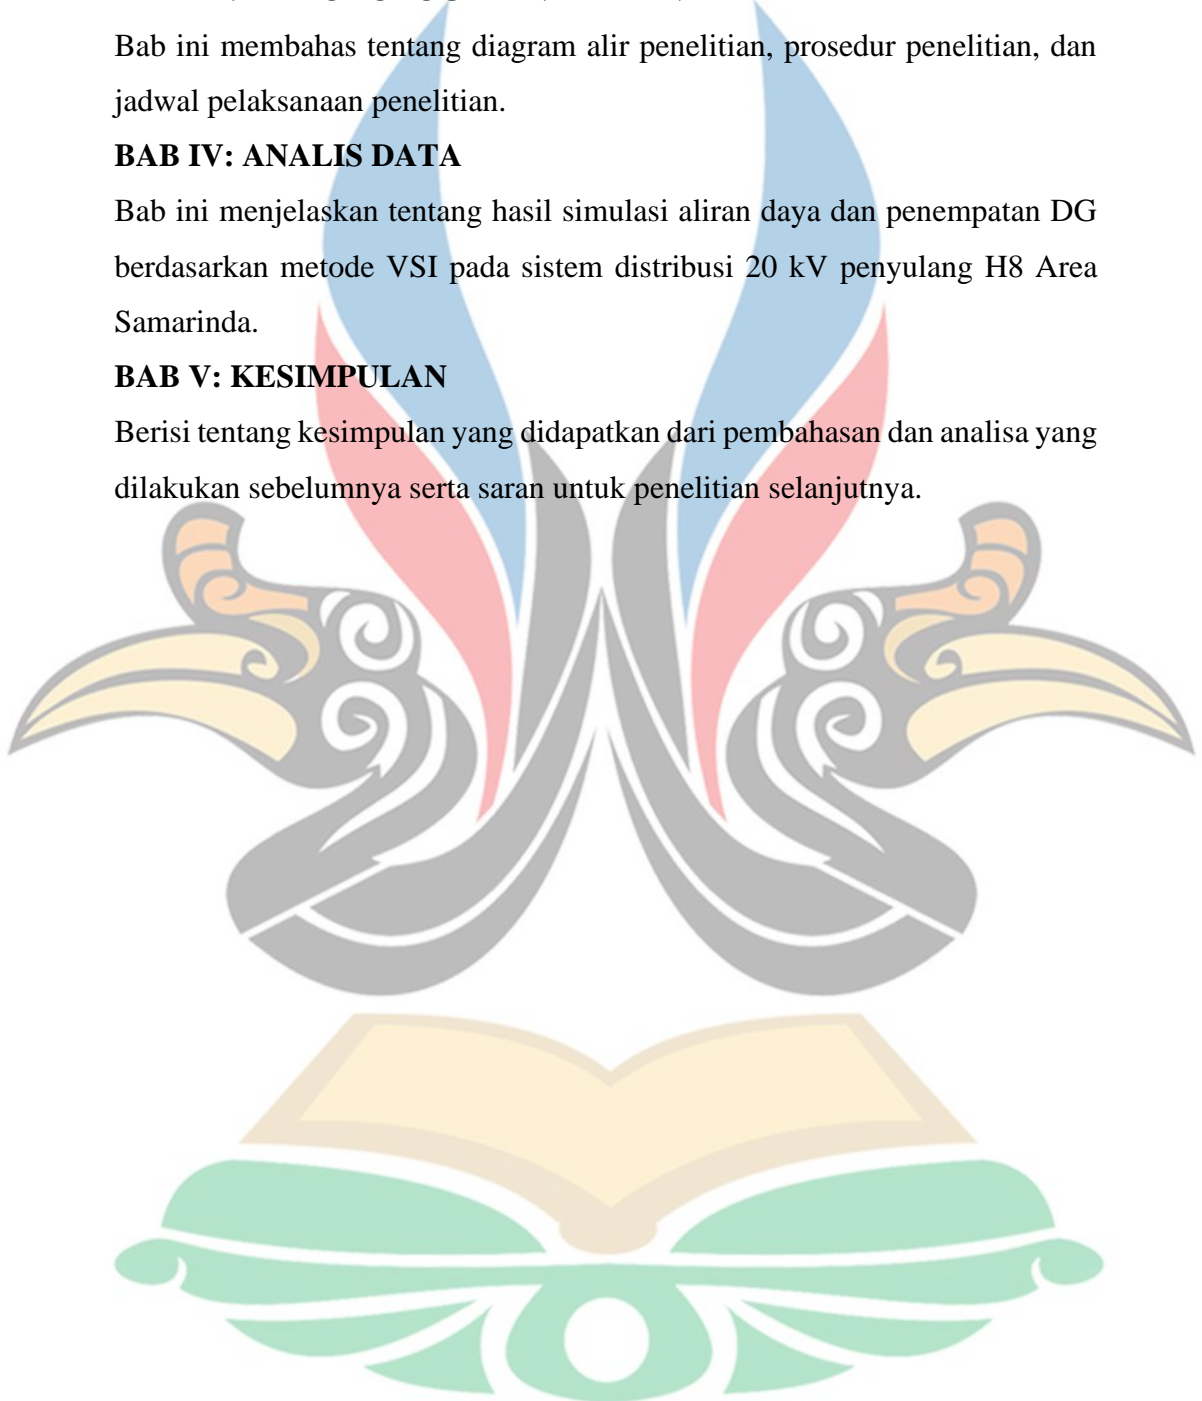 Bab ini membahas tentang diagram alir penelitian, prosedur penelitian, dan
jadwal pelaksanaan penelitian.
BAB IV: ANALIS DATA
Bab ini menjelaskan tentang hasil simulasi aliran daya dan penempatan DG
berdasarkan metode VSI pada sistem distribusi 20 kV penyulang H8 Area
Samarinda.
BAB V: KESIMPULAN
Berisi tentang kesimpulan yang didapatkan dari pembahasan dan analisa yang
dilakukan sebelumnya serta saran untuk penelitian selanjutnya.